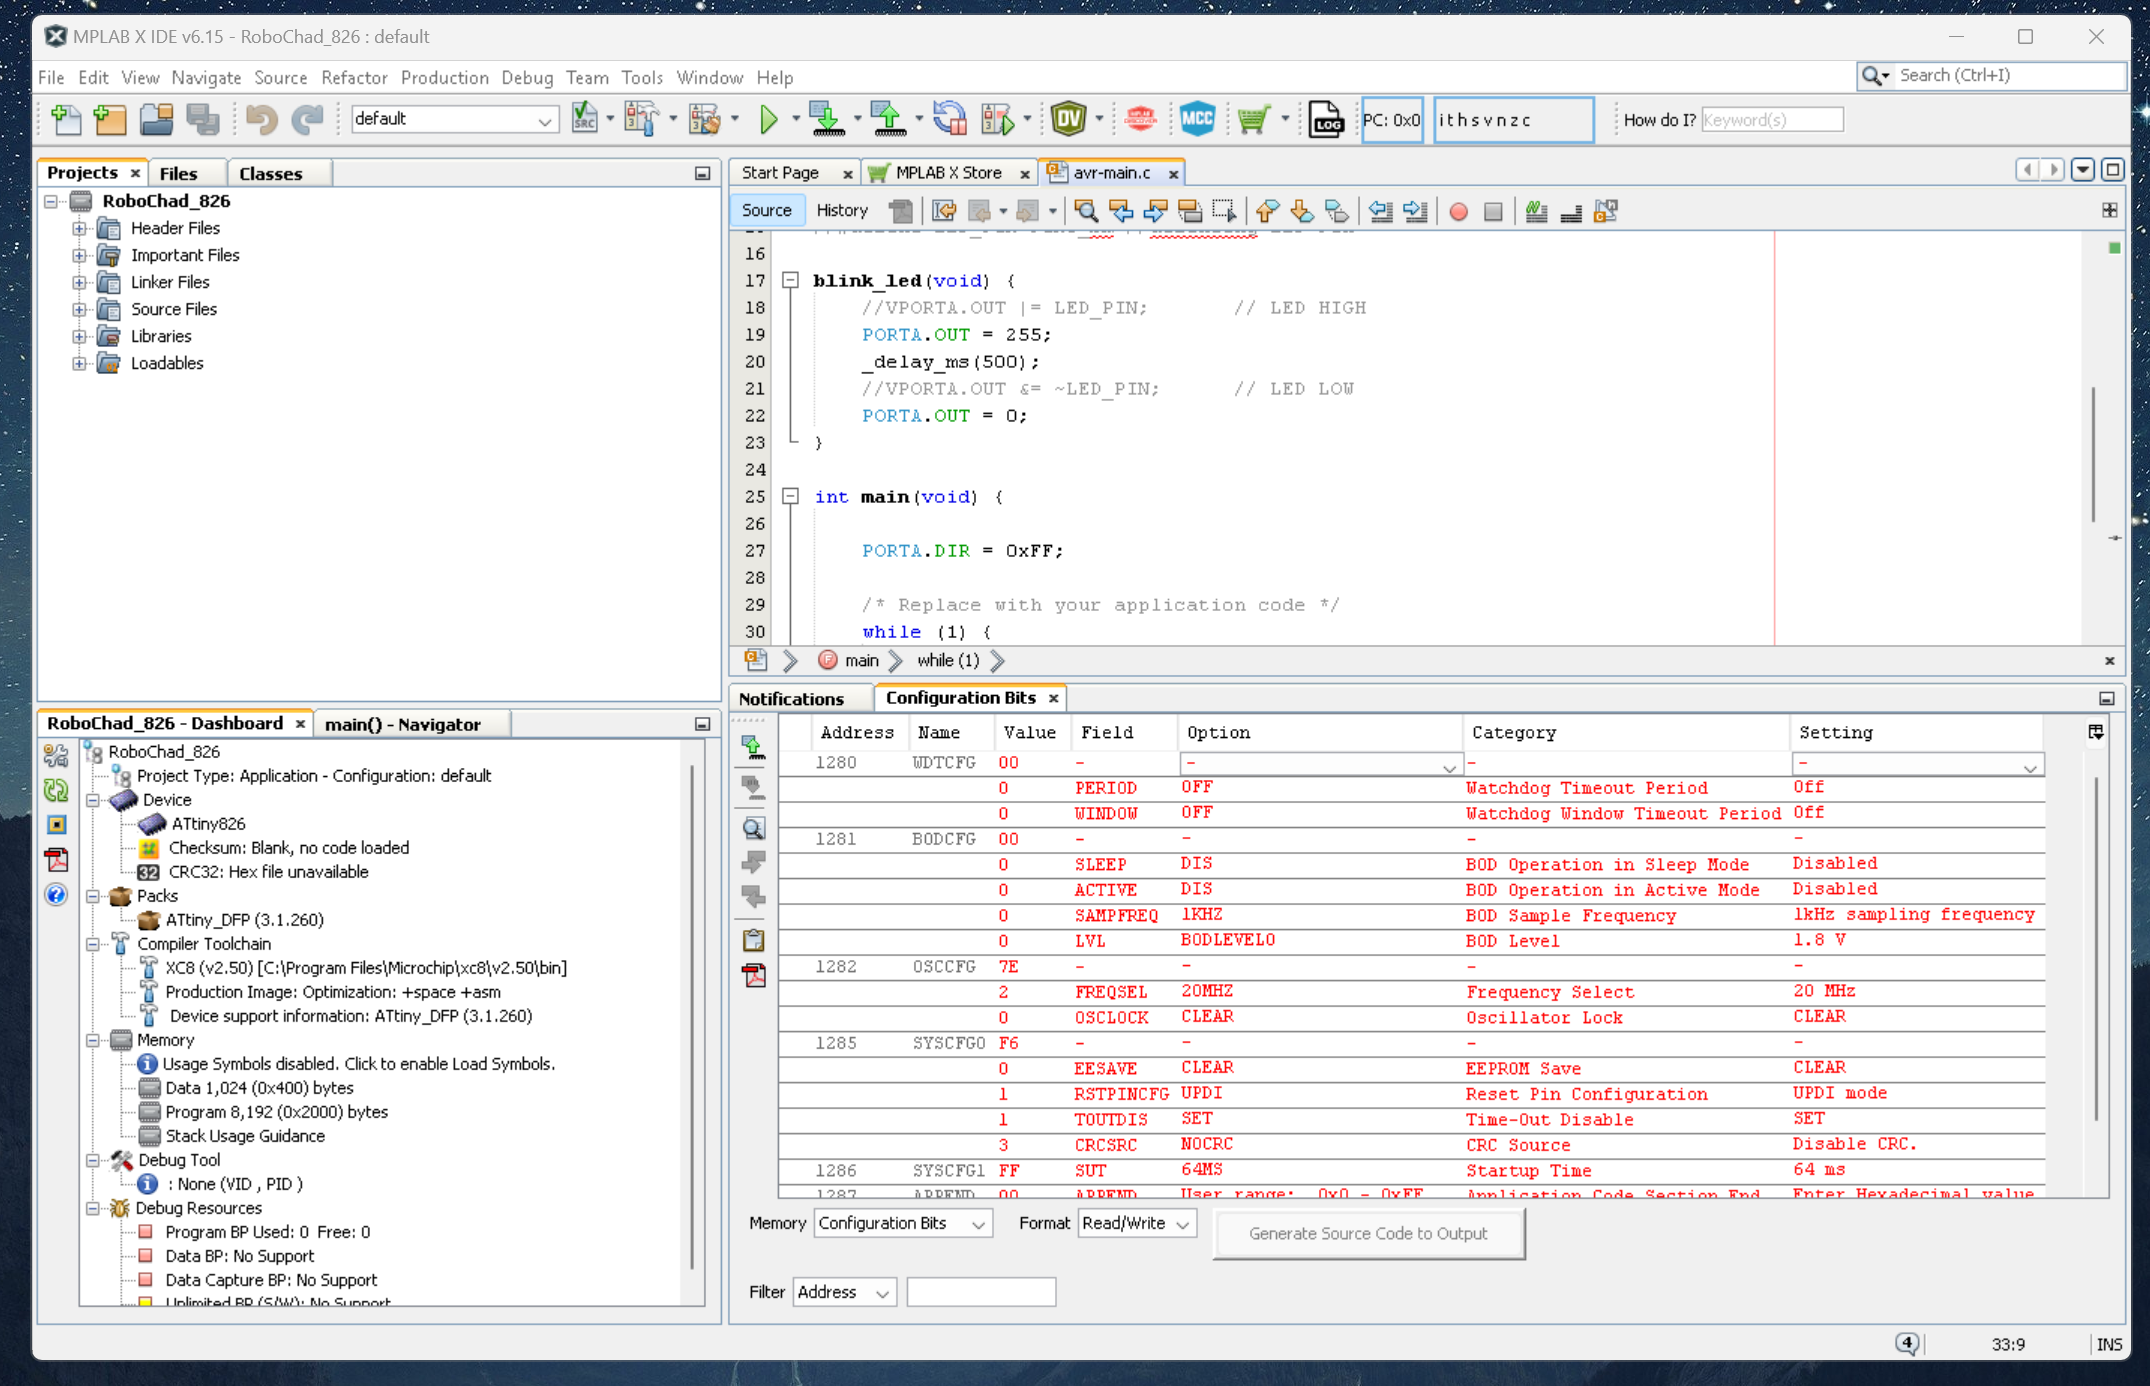 MPLAB X IDE v6.15 - RoboChad_826 : default
File Edit View Navigate Source Refactor Production Debug Team Tools Window Help
Search (Ctrl+I)
default
SRC
DV
MCC
LOG
PC: 0x0
i t h s v n z c
How do I? Keyword(s)
Projects Files Classes
RoboChad_826
Header Files
Important Files
Linker Files
Source Files
Libraries
Loadables
Start Page MPLAB X Store avr-main.c
Source History
16
17 blink_led(void) {
18 //VPORTA.OUT |= LED_PIN; // LED HIGH
19 PORTA.OUT = 255;
20 _delay_ms(500);
21 //VPORTA.OUT &= ~LED_PIN; // LED LOW
22 PORTA.OUT = 0;
23 }
24
25 int main(void) {
26
27 PORTA.DIR = 0xFF;
28
29 /* Replace with your application code */
30 while (1) {
main while (1)
RoboChad_826 - Dashboard main() - Navigator
RoboChad_826
Project Type: Application - Configuration: default
Device
ATtiny826
Checksum: Blank, no code loaded
32 CRC32: Hex file unavailable
Packs
ATtiny_DFP (3.1.260)
Compiler Toolchain
XC8 (v2.50) [C:\Program Files\Microchip\xc8\v2.50\bin]
Production Image: Optimization: +space +asm
Device support information: ATtiny_DFP (3.1.260)
Memory
Usage Symbols disabled. Click to enable Load Symbols.
Data 1,024 (0x400) bytes
Program 8,192 (0x2000) bytes
Stack Usage Guidance
Debug Tool
: None (VID , PID )
Debug Resources
Program BP Used: 0 Free: 0
Data BP: No Support
Data Capture BP: No Support
Unlimited BP (S/W): No Support
Notifications Configuration Bits
Address Name Value Field Option Category Setting
1280 WDTCFG 00 - - - -
0 PERIOD OFF Watchdog Timeout Period Off
0 WINDOW OFF Watchdog Window Timeout Period Off
1281 BODCFG 00 - - - -
0 SLEEP DIS BOD Operation in Sleep Mode Disabled
0 ACTIVE DIS BOD Operation in Active Mode Disabled
0 SAMPFREQ 1KHZ BOD Sample Frequency 1kHz sampling frequency
0 LVL BODLEVEL0 BOD Level 1.8 V
1282 OSCCFG 7E - - - -
2 FREQSEL 20MHZ Frequency Select 20 MHz
0 OSCLOCK CLEAR Oscillator Lock CLEAR
1285 SYSCFG0 F6 - - - -
0 EESAVE CLEAR EEPROM Save CLEAR
1 RSTPINCFG UPDI Reset Pin Configuration UPDI mode
1 TOUTDIS SET Time-Out Disable SET
3 CRCSRC NOCRC CRC Source Disable CRC.
1286 SYSCFG1 FF SUT 64MS Startup Time 64 ms
1287 APPEND 00 APPEND User range: 0x0 - 0xFF Application Code Section End Enter Hexadecimal value
Memory Configuration Bits Format Read/Write Generate Source Code to Output
Filter Address
4 33:9 INS